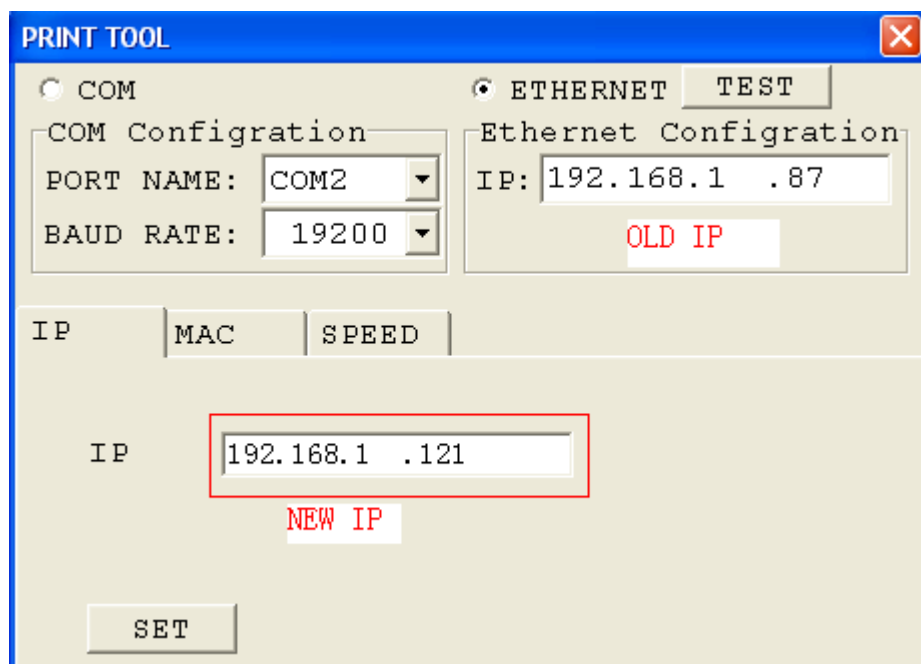 PRINT TOOL
COM
ETHERNET TEST
COM Configration
Ethernet Configration
PORT NAME: COM2
IP: 192.168.1 .87
BAUD RATE: 19200
OLD IP
IP MAC SPEED
IP 192.168.1 .121
NEW IP
SET